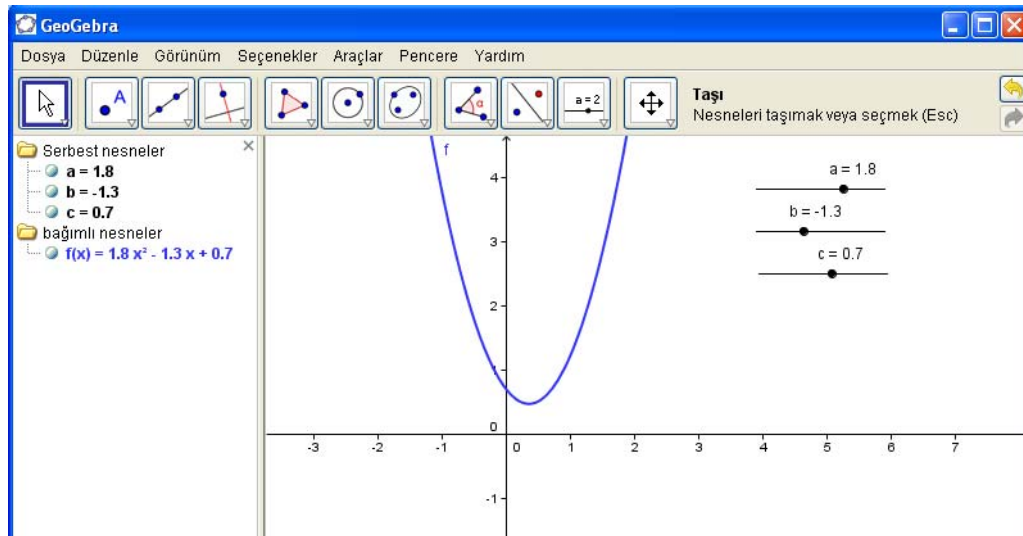 GeoGebra
Dosya Düzenle Görünüm Seçenekler Araçlar Pencere Yardım
A
α
a = 2
Taşı
Nesneleri taşımak veya seçmek (Esc)
Serbest nesneler
a = 1.8
b = -1.3
c = 0.7
bağımlı nesneler
f(x) = 1.8 x² - 1.3 x + 0.7
f
a = 1.8
b = -1.3
c = 0.7
4
3
2
1
0
-3 -2 -1 0 1 2 3 4 5 6 7
-1